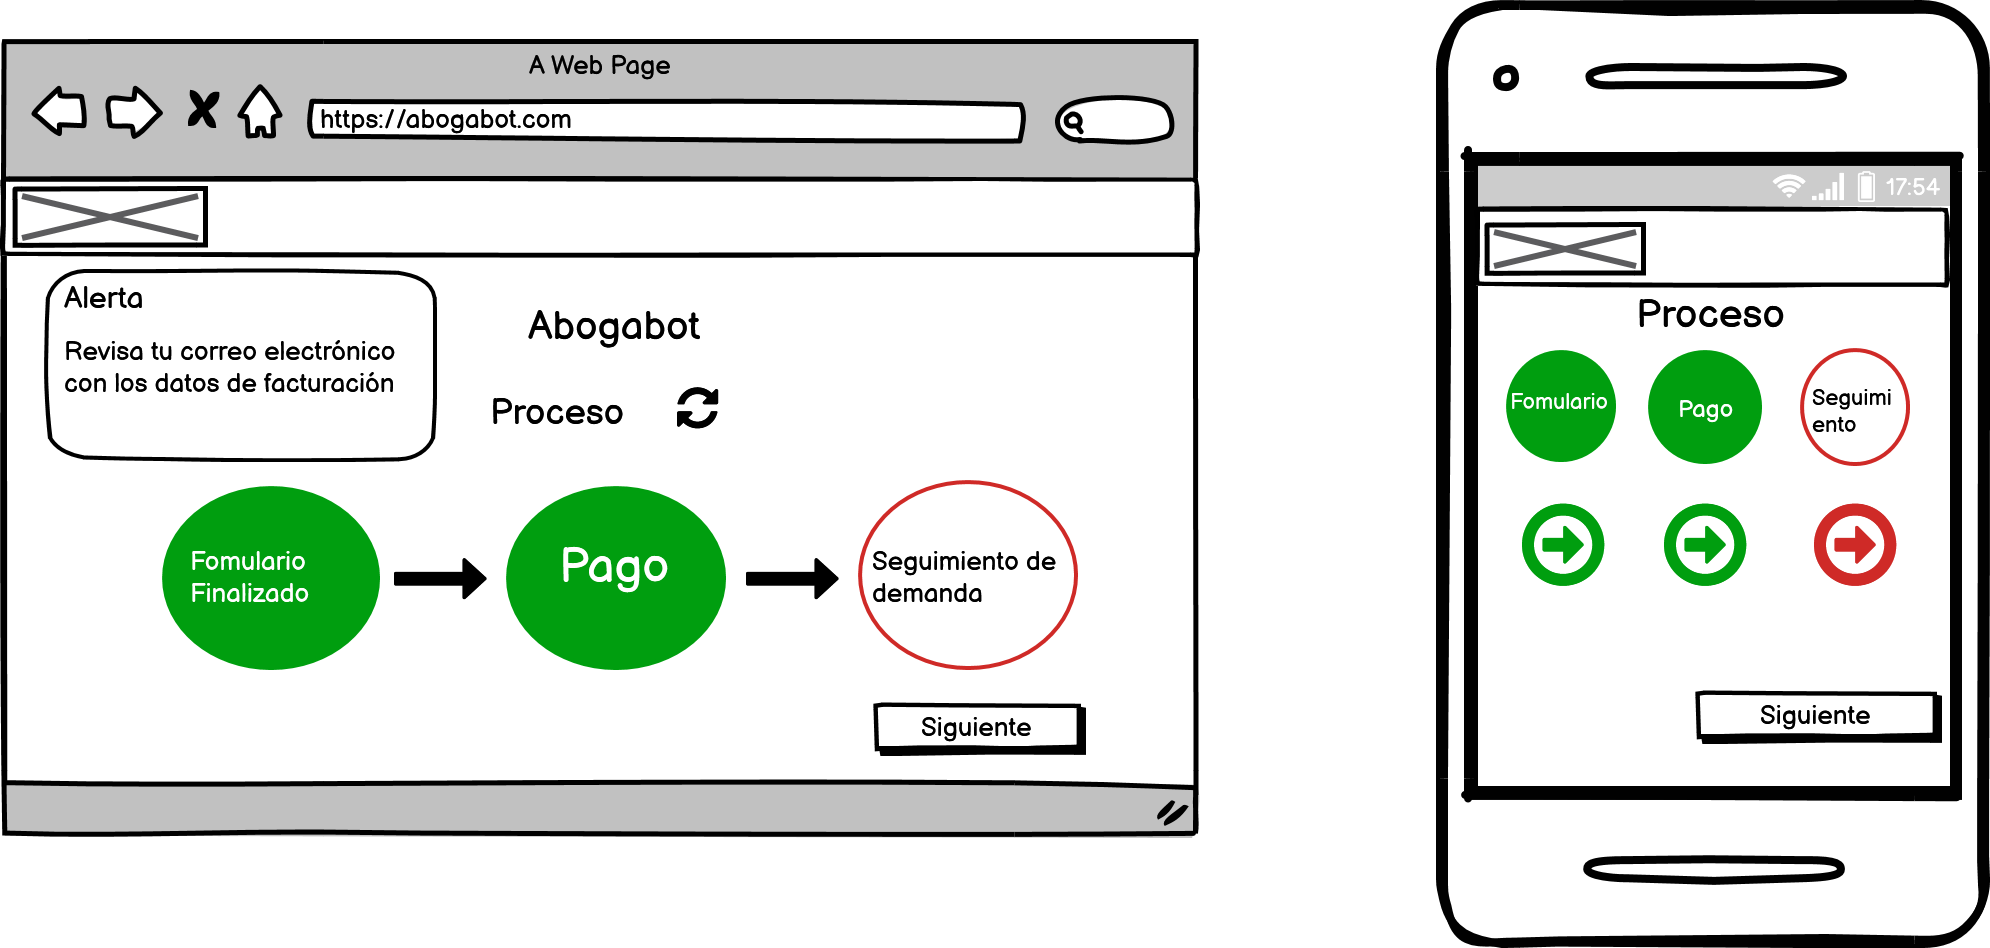 A Web Page
https://abogabot.com
Alerta
Revisa tu correo electrónico
con los datos de facturación
Abogabot
Proceso
Fomulario
Finalizado
Pago
Seguimiento de
demanda
Siguiente
17:54
Proceso
Fomulario
Pago
Seguimi
ento
Siguiente